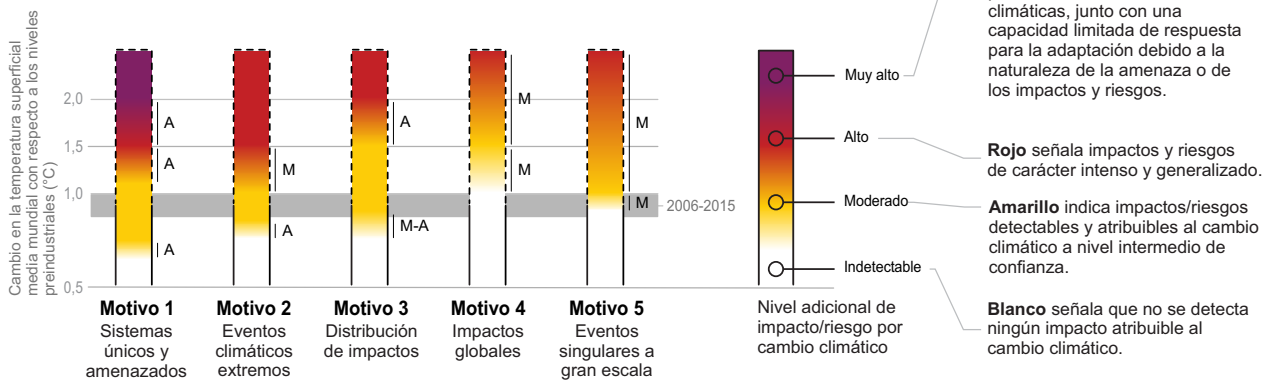 Cambio en la temperatura superficial
media mundial con respecto a los niveles
preindustriales (°C)
2,0
1,5
1,0
0,5
A
A
A
M
A
A
M-A
M
M
M
M
2006-2015
Motivo 1
Sistemas
únicos y
amenazados
Motivo 2
Eventos
climáticos
extremos
Motivo 3
Distribución
de impactos
Motivo 4
Impactos
globales
Motivo 5
Eventos
singulares a
gran escala
Muy alto
Alto
Moderado
Indetectable
Nivel adicional de
impacto/riesgo por
cambio climático
climáticas, junto con una
capacidad limitada de respuesta
para la adaptación debido a la
naturaleza de la amenaza o de
los impactos y riesgos.
Rojo señala impactos y riesgos
de carácter intenso y generalizado.
Amarillo indica impactos/riesgos
detectables y atribuibles al cambio
climático a nivel intermedio de
confianza.
Blanco señala que no se detecta
ningún impacto atribuible al
cambio climático.